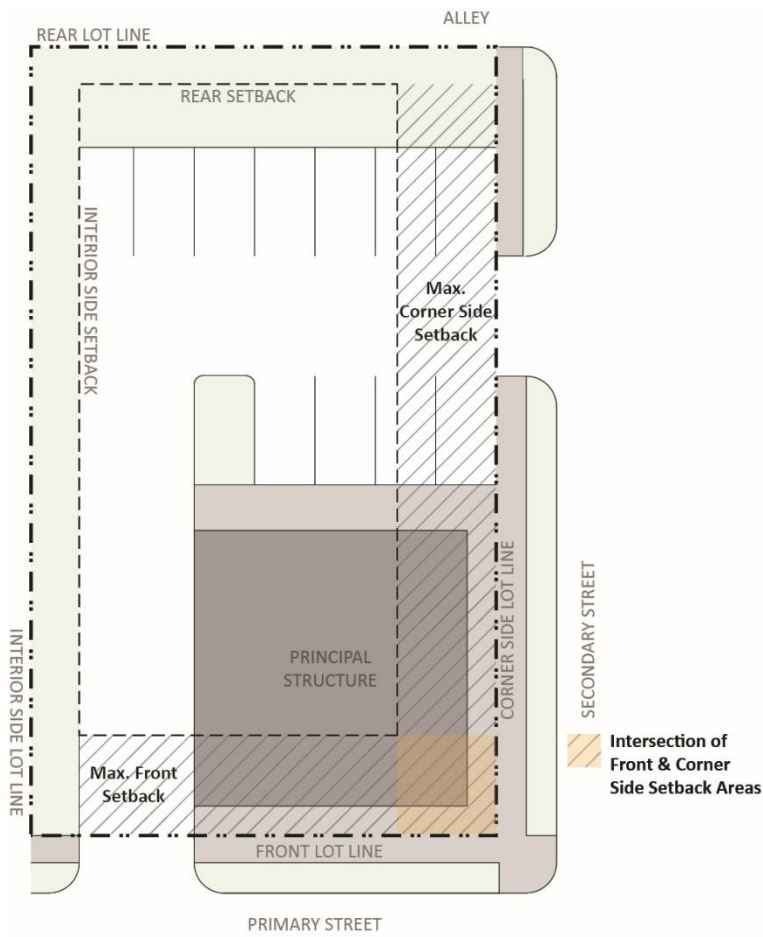 ALLEY
REAR LOT LINE
REAR SETBACK
INTERIOR SIDE SETBACK
Max.
Corner Side
Setback
CORNER SIDE LOT LINE
SECONDARY STREET
INTERIOR SIDE LOT LINE
PRINCIPAL
STRUCTURE
Max. Front
Setback
Intersection of
Front & Corner
Side Setback Areas
FRONT LOT LINE
PRIMARY STREET